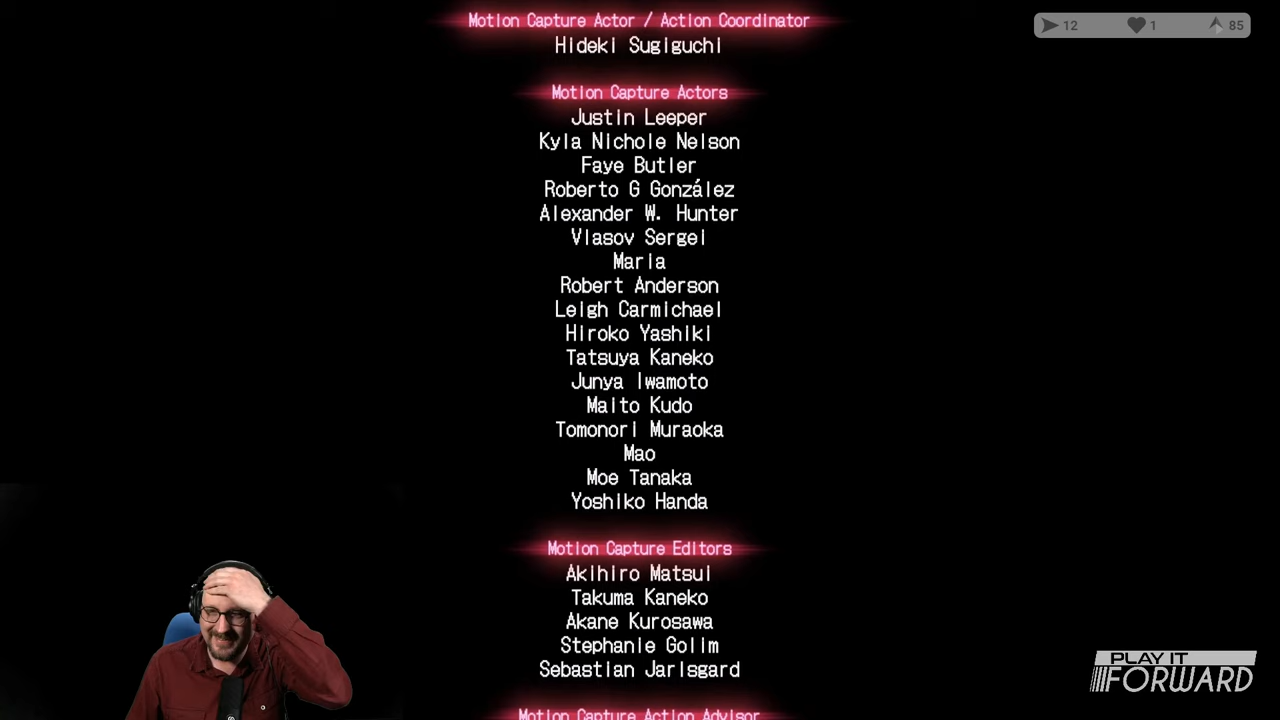 Motion Capture Actor / Action Coordinator
Hideki Sugiguchi
12
1
85
Motion Capture Actors
Justin Leeper
Kyla Nichole Nelson
Faye Butler
Roberto G González
Alexander W. Hunter
Vlasov Sergei
Maria
Robert Anderson
Leigh Carmichael
Hiroko Yashiki
Tatsuya Kaneko
Junya Iwamoto
Maito Kudo
Tomonori Muraoka
Mao
Moe Tanaka
Yoshiko Handa
Motion Capture Editors
Akihiro Matsui
Takuma Kaneko
Akane Kurosawa
Stephanie Golim
Sebastian Jarisgard
Motion Capture Action Advisor
PLAY IT
FORWARD